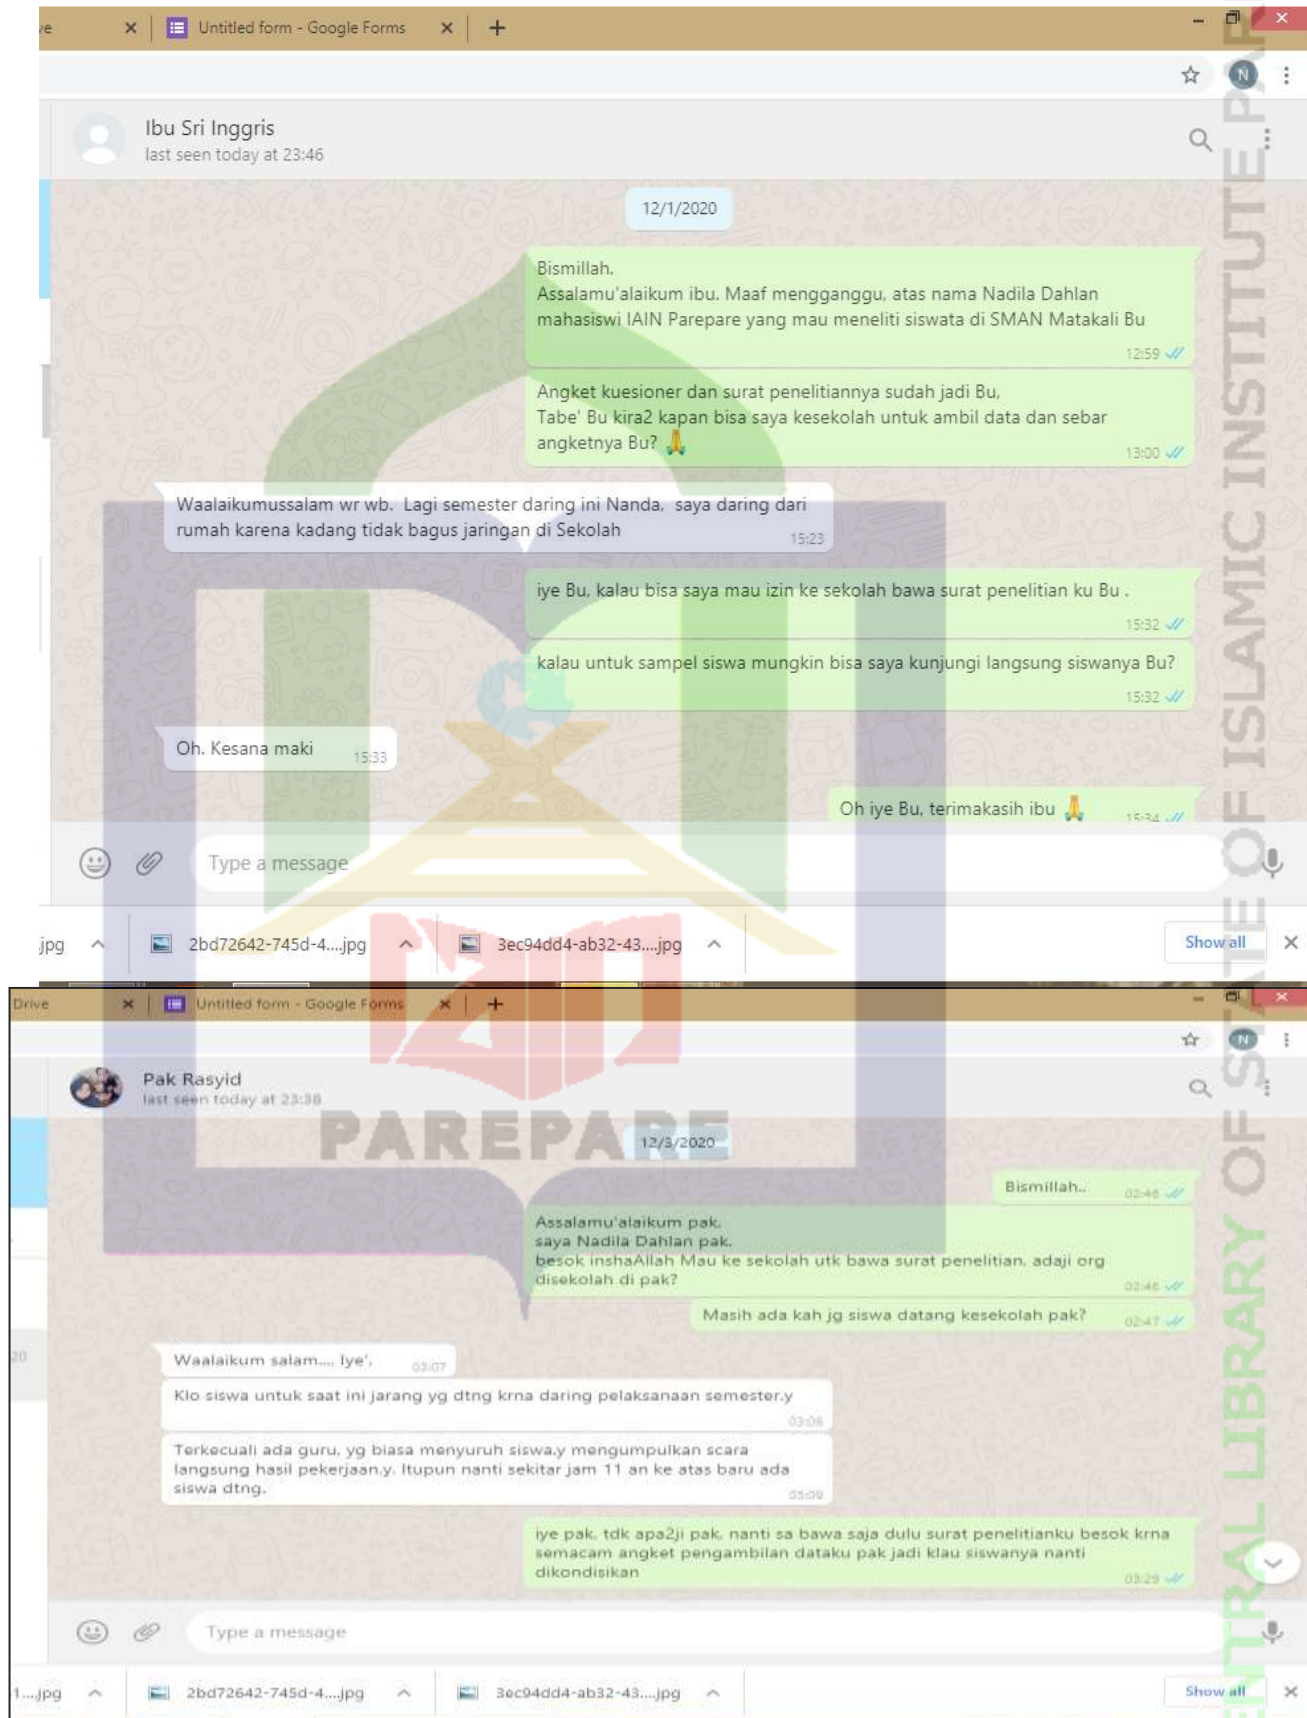 ve
Untitled form - Google Forms
N
Ibu Sri Inggris
last seen today at 23:46
12/1/2020
Bismillah.
Assalamu'alaikum ibu. Maaf mengganggu, atas nama Nadila Dahlan
mahasiswi IAIN Parepare yang mau meneliti siswata di SMAN Matakali Bu
12:59
Angket kuesioner dan surat penelitiannya sudah jadi Bu,
Tabe' Bu kira2 kapan bisa saya kesekolah untuk ambil data dan sebar
angketnya Bu? 🙏
13:00
Waalaikumussalam wr wb. Lagi semester daring ini Nanda, saya daring dari
rumah karena kadang tidak bagus jaringan di Sekolah
15:23
iye Bu, kalau bisa saya mau izin ke sekolah bawa surat penelitian ku Bu .
15:32
kalau untuk sampel siswa mungkin bisa saya kunjungi langsung siswanya Bu?
15:32
Oh. Kesana maki
15:33
Oh iye Bu, terimakasih ibu 🙏
15:34
Type a message
.jpg
2bd72642-745d-4....jpg
3ec94dd4-ab32-43....jpg
Show all
Drive
Untitled form - Google Forms
N
Pak Rasyid
last seen today at 23:38
PAREPARE
12/3/2020
Bismillah..
02:46
Assalamu'alaikum pak.
saya Nadila Dahlan pak.
besok inshaAllah Mau ke sekolah utk bawa surat penelitian, adaji org
disekolah di pak?
02:46
Masih ada kah jg siswa datang kesekolah pak?
02:47
Waalaikum salam.... Iye'.
03:07
Klo siswa untuk saat ini jarang yg dtng krna daring pelaksanaan semester.y
03:08
Terkecuali ada guru, yg biasa menyuruh siswa.y mengumpulkan scara
langsung hasil pekerjaan.y. Itupun nanti sekitar jam 11 an ke atas baru ada
siswa dtng.
03:09
iye pak, tdk apa2ji pak, nanti sa bawa saja dulu surat penelitianku besok krna
semacam angket pengambilan dataku pak jadi klau siswanya nanti
dikondisikan
03:29
Type a message
1....jpg
2bd72642-745d-4....jpg
3ec94dd4-ab32-43....jpg
Show all
ENTRAL LIBRARY OF STATE OF ISLAMIC INSTITUTE PAR